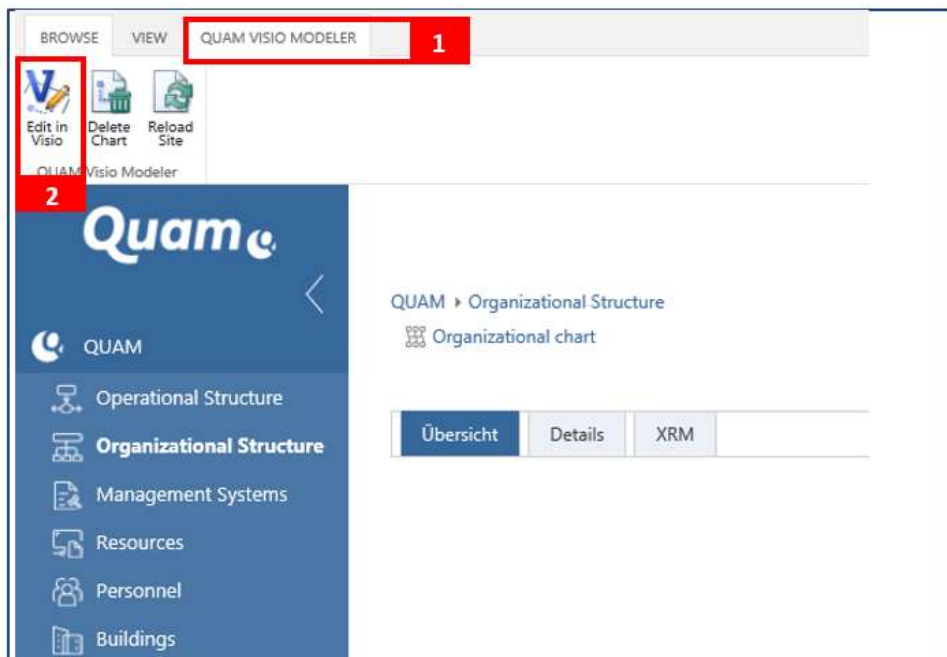 BROWSE VIEW QUAM VISIO MODELER 1
Edit in Visio
Delete Chart
Reload Site
QUAM Visio Modeler
2
Quam
QUAM ▸ Organizational Structure
Organizational chart
QUAM
Operational Structure
Organizational Structure
Übersicht Details XRM
Management Systems
Resources
Personnel
Buildings